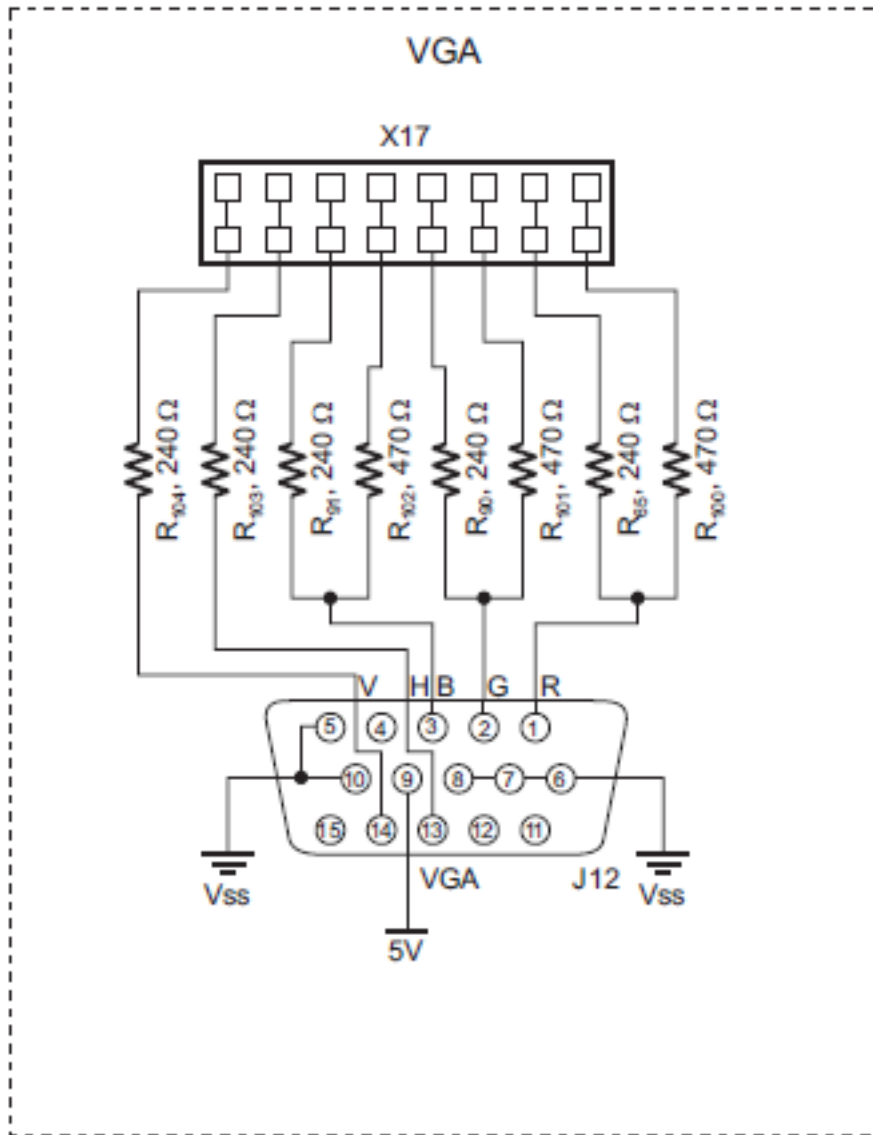 VGA
X17
R104, 240 Ω
R103, 240 Ω
R91, 240 Ω
R102, 470 Ω
R90, 240 Ω
R101, 470 Ω
R85, 240 Ω
R100, 470 Ω
V H B G R
5 4 3 2 1
10 9 8 7 6
15 14 13 12 11
VGA J12
Vss Vss
5V